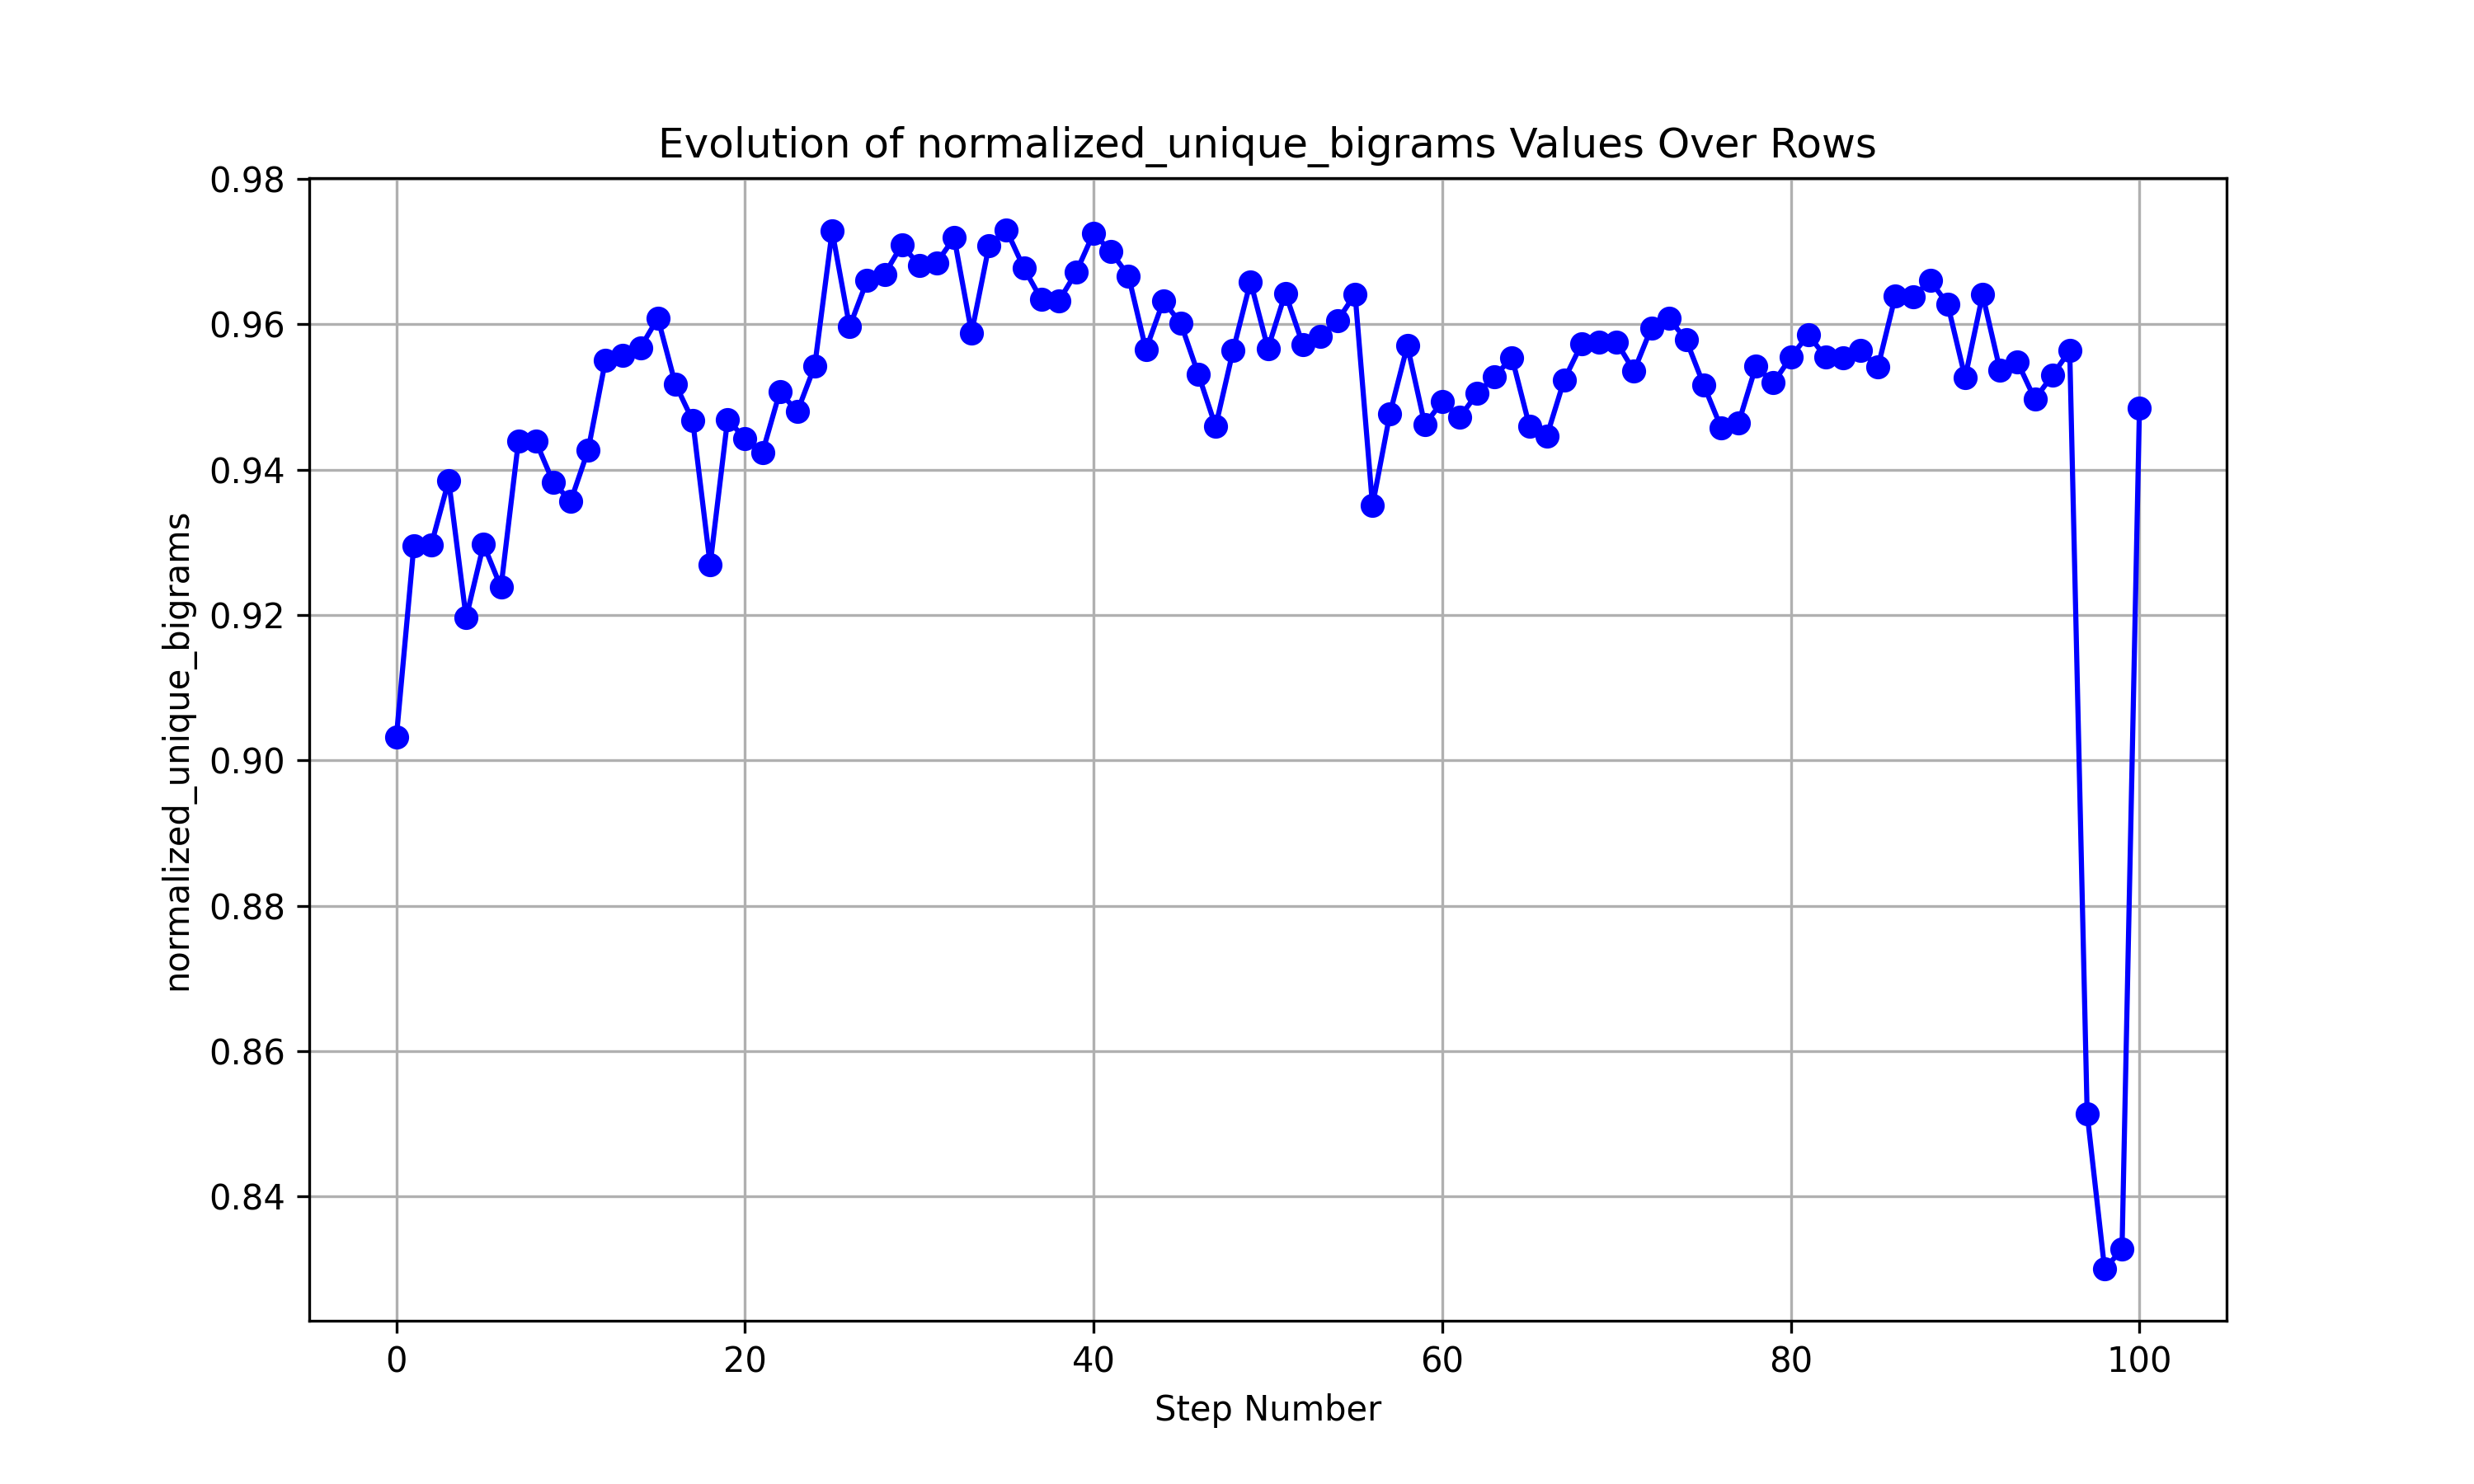 Evolution of normalized_unique_bigrams Values Over Rows
normalized_unique_bigrams
0.98
0.96
0.94
0.92
0.90
0.88
0.86
0.84
0 20 40 60 80 100
Step Number